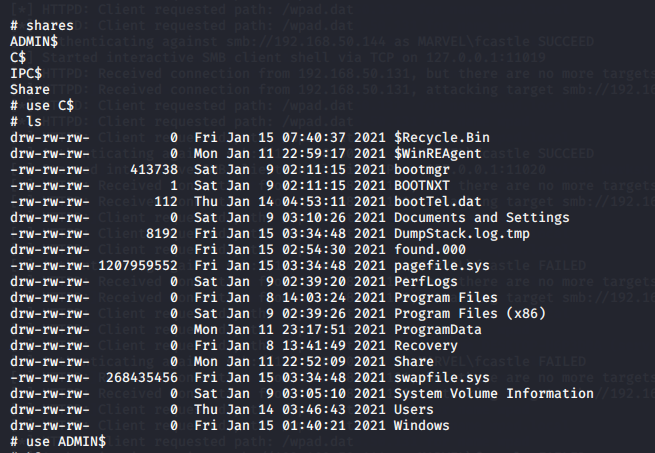 [*] HTTPD: Client requested path: /wpad.dat
# shares
ADMIN$
C$
IPC$
Share
# use C$
# ls
drw-rw-rw- 0 Fri Jan 15 07:40:37 2021 $Recycle.Bin
drw-rw-rw- 0 Mon Jan 11 22:59:17 2021 $WinREAgent
-rw-rw-rw- 413738 Sat Jan 9 02:11:15 2021 bootmgr
-rw-rw-rw- 1 Sat Jan 9 02:11:15 2021 BOOTNXT
-rw-rw-rw- 112 Thu Jan 14 04:53:11 2021 bootTel.dat
drw-rw-rw- 0 Sat Jan 9 03:10:26 2021 Documents and Settings
-rw-rw-rw- 8192 Fri Jan 15 03:34:48 2021 DumpStack.log.tmp
drw-rw-rw- 0 Fri Jan 15 02:54:30 2021 found.000
-rw-rw-rw- 1207959552 Fri Jan 15 03:34:48 2021 pagefile.sys
drw-rw-rw- 0 Sat Jan 9 02:39:20 2021 PerfLogs
drw-rw-rw- 0 Fri Jan 8 14:03:24 2021 Program Files
drw-rw-rw- 0 Sat Jan 9 02:39:26 2021 Program Files (x86)
drw-rw-rw- 0 Mon Jan 11 23:17:51 2021 ProgramData
drw-rw-rw- 0 Fri Jan 8 13:41:49 2021 Recovery
drw-rw-rw- 0 Mon Jan 11 22:52:09 2021 Share
-rw-rw-rw- 268435456 Fri Jan 15 03:34:48 2021 swapfile.sys
drw-rw-rw- 0 Sat Jan 9 03:05:10 2021 System Volume Information
drw-rw-rw- 0 Thu Jan 14 03:46:43 2021 Users
drw-rw-rw- 0 Fri Jan 15 01:40:21 2021 Windows
# use ADMIN$